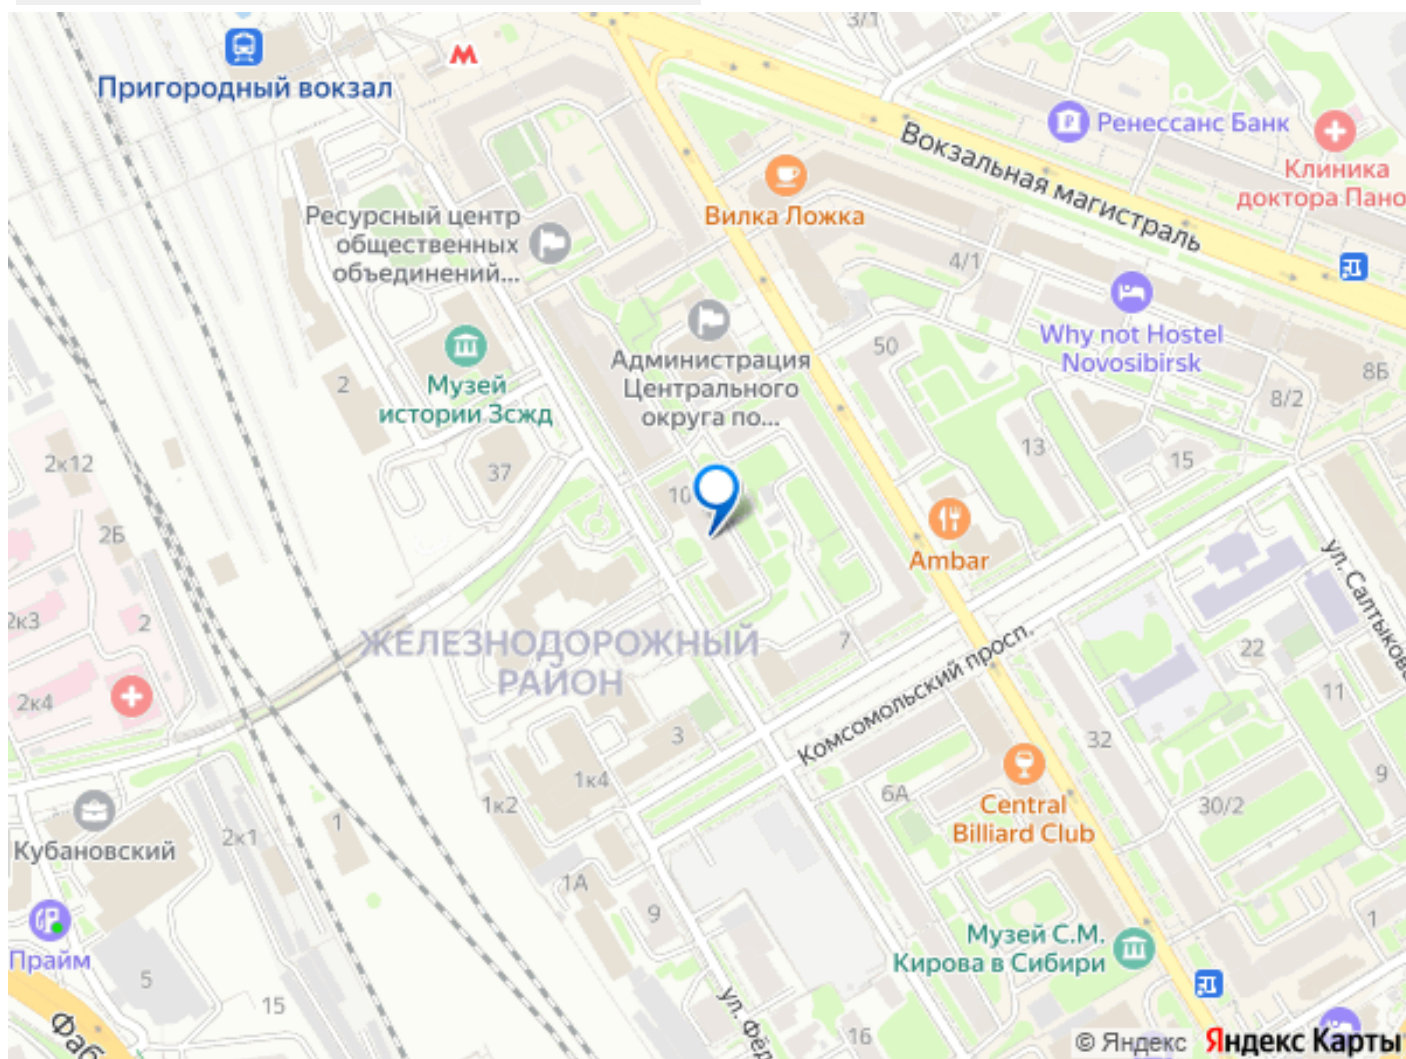 3/1
М
Пригородный вокзал
Ренессанс Банк
Вокзальная магистраль
Клиника
доктора Пано
Вилка Ложка
Ресурсный центр
общественных
объединений...
4/1
Why not Hostel
Novosibirsk
Администрация
Центрального
округа по...
50
8Б
8/2
Музей
истории Зсжд
2
13
15
37
2к12
10
2Б
Ambar
ул. Салтыкова
2к3
2
ЖЕЛЕЗНОДОРОЖНЫЙ
РАЙОН
7
Комсомольский просп.
22
11
2к4
3
32
9
1к4
1к2
6А
30/2
Central
Billiard Club
Кубановский
2к1
1
1А
9
1
Музей С.М.
Кирова в Сибири
Прайм
5
15
16
Фаб
ул. Фёд
© Яндекс Яндекс Карты